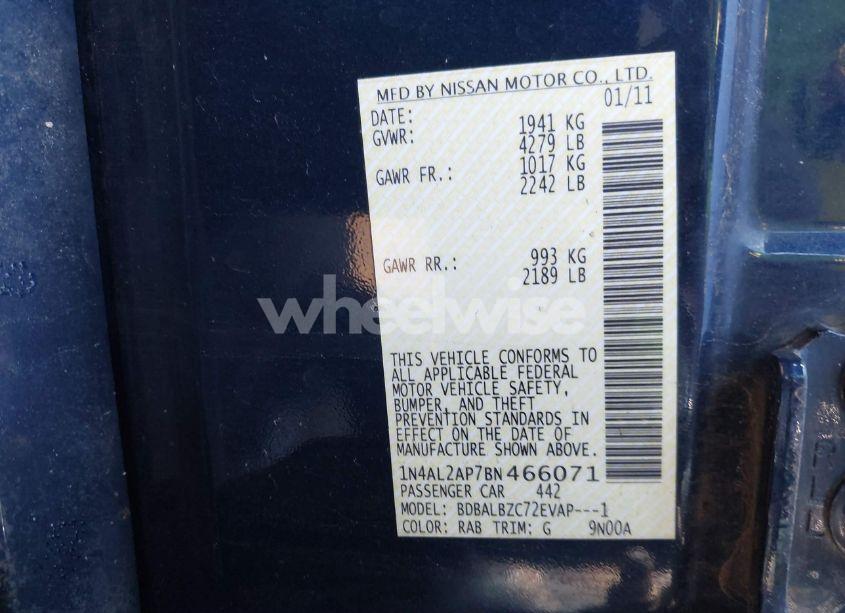 MFD BY NISSAN MOTOR CO., LTD.
DATE: 01/11
GVWR: 1941 KG
4279 LB
GAWR FR.: 1017 KG
2242 LB
GAWR RR.: 993 KG
2189 LB
wheelwise
THIS VEHICLE CONFORMS TO
ALL APPLICABLE FEDERAL
MOTOR VEHICLE SAFETY,
BUMPER, AND THEFT
PREVENTION STANDARDS IN
EFFECT ON THE DATE OF
MANUFACTURE SHOWN ABOVE.
1N4AL2AP7BN466071
PASSENGER CAR 442
MODEL: BDBALBZC72EVAP---1
COLOR: RAB TRIM: G 9N00A